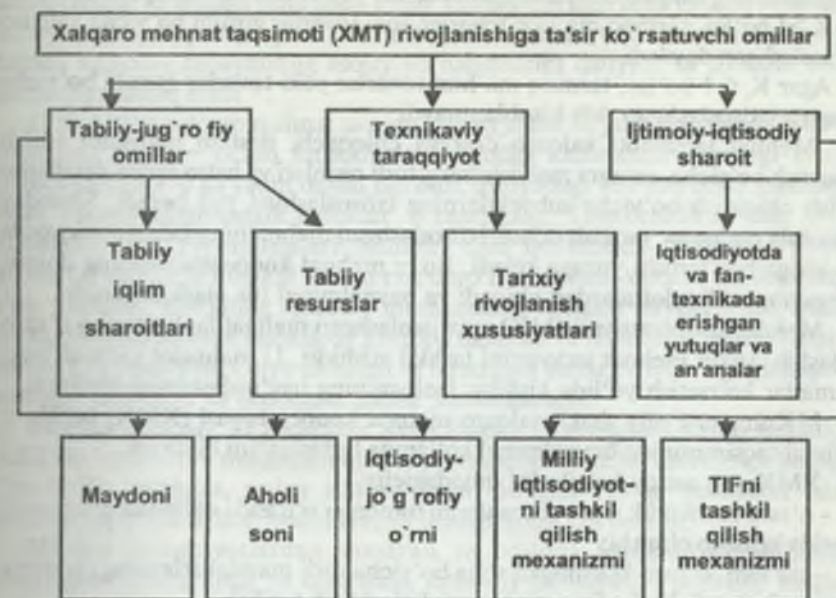 Xalqaro mehnat taqsimoti (XMT) rivojlanishiga ta'sir ko`rsatuvchi omillar
Tabiiy-jug`ro fiy
omillar
Texnikaviy
taraqqiyot
Ijtimoiy-iqtisodiy
sharoit
Tabiiy
iqlim
sharoitlari
Tabiiy
resurslar
Tarixiy
rivojlanish
xususiyatlari
Iqtisodiyotda
va fan-
texnikada
erishgan
yutuqlar va
an'analar
Maydoni
Aholi
soni
Iqtisodiy-
jo`g`rofiy
o`rni
Milliy
iqtisodiyot-
ni tashkil
qilish
mexanizmi
TIFni
tashkil
qilish
mexanizmi